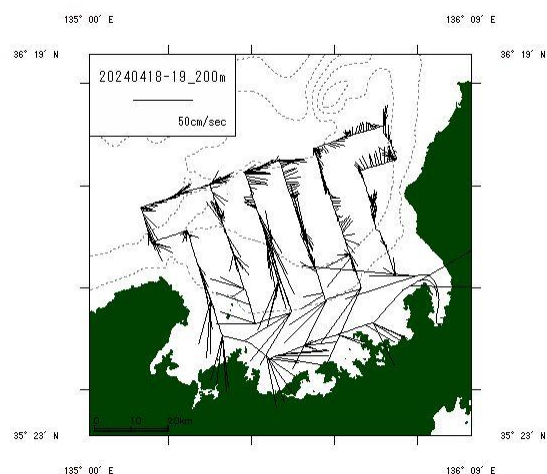 135° 00' E 136° 09' E
36° 19' N 36° 19' N
20240418-19_200m
50cm/sec
0 10 20km
35° 23' N 35° 23' N
135° 00' E 136° 09' E